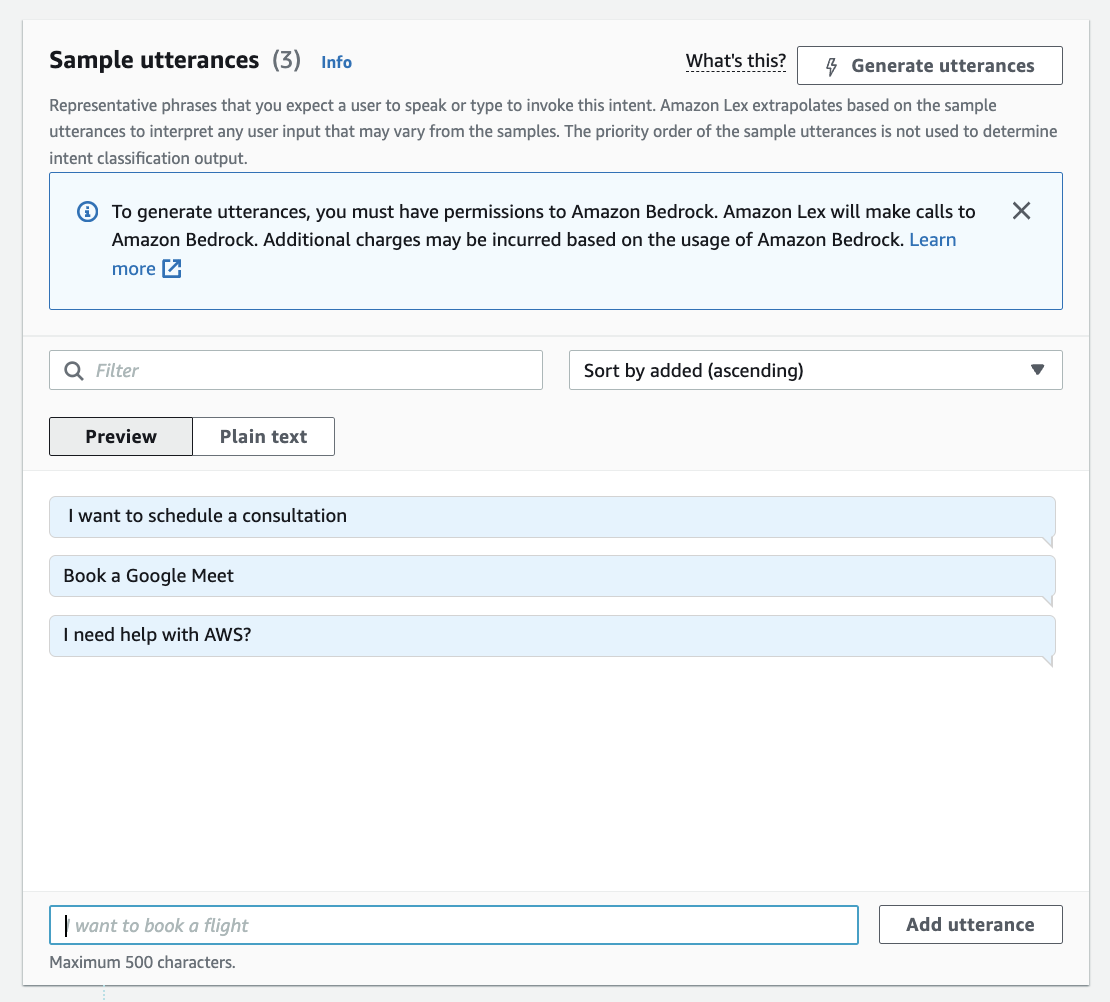 Sample utterances (3) Info
What's this?
Generate utterances
Representative phrases that you expect a user to speak or type to invoke this intent. Amazon Lex extrapolates based on the sample
utterances to interpret any user input that may vary from the samples. The priority order of the sample utterances is not used to determine
intent classification output.
To generate utterances, you must have permissions to Amazon Bedrock. Amazon Lex will make calls to
Amazon Bedrock. Additional charges may be incurred based on the usage of Amazon Bedrock. Learn
more
Filter
Sort by added (ascending)
Preview
Plain text
I want to schedule a consultation
Book a Google Meet
I need help with AWS?
I want to book a flight
Add utterance
Maximum 500 characters.